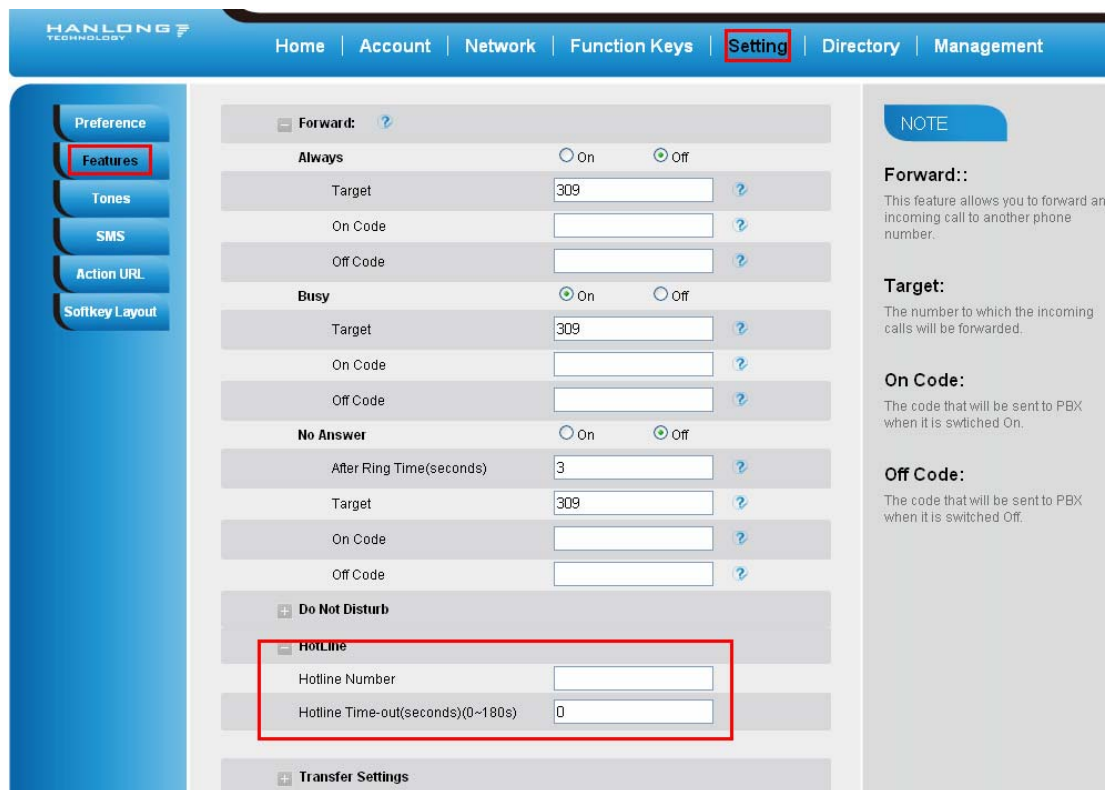 HANLONG
TECHNOLOGY
Home | Account | Network | Function Keys | Setting | Directory | Management
Preference
Features
Tones
SMS
Action URL
Softkey Layout
Forward: ?
Always On Off
Target 309 ?
On Code ?
Off Code ?
Busy On Off
Target 309 ?
On Code ?
Off Code ?
No Answer On Off
After Ring Time(seconds) 3 ?
Target 309 ?
On Code ?
Off Code ?
Do Not Disturb
HotLine
Hotline Number
Hotline Time-out(seconds)(0~180s) 0
Transfer Settings
NOTE
Forward::
This feature allows you to forward an
incoming call to another phone
number.
Target:
The number to which the incoming
calls will be forwarded.
On Code:
The code that will be sent to PBX
when it is swtiched On.
Off Code:
The code that will be sent to PBX
when it is switched Off.